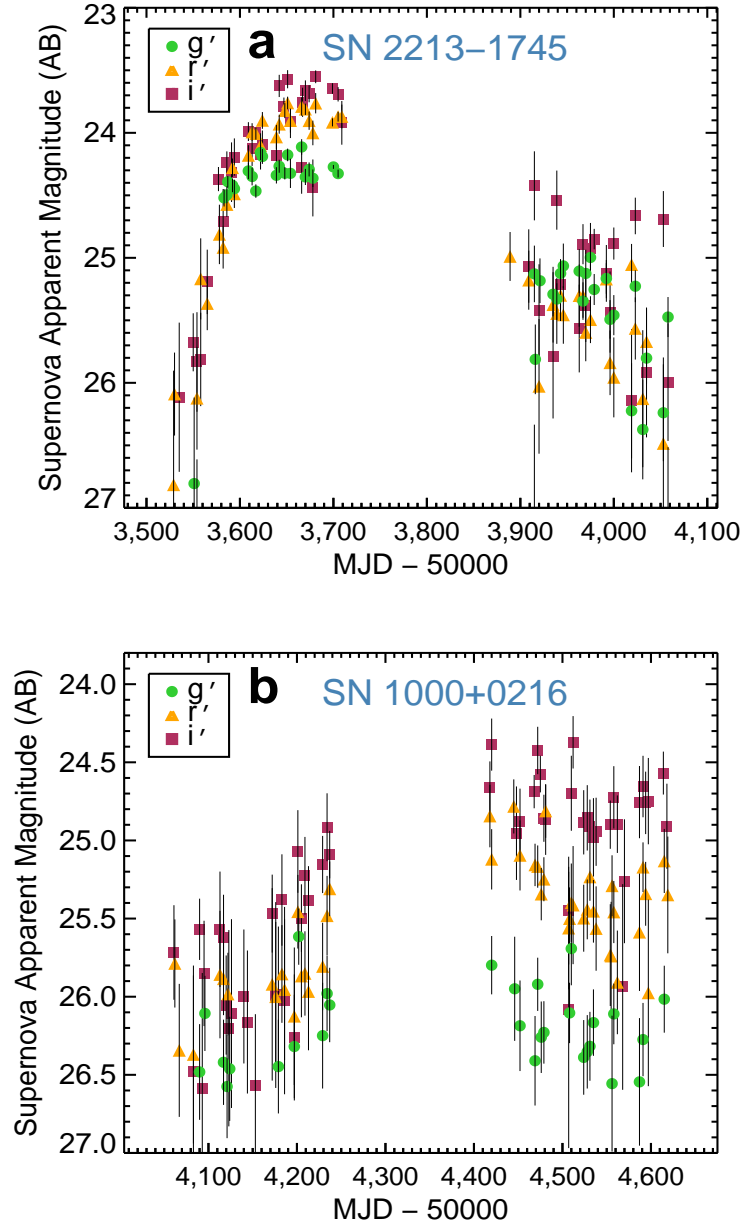 a
SN 2213−1745
g′
r′
i′
Supernova Apparent Magnitude (AB)
23
24
25
26
27
3,500 3,600 3,700 3,800 3,900 4,000 4,100
MJD − 50000
b
SN 1000+0216
g′
r′
i′
Supernova Apparent Magnitude (AB)
24.0
24.5
25.0
25.5
26.0
26.5
27.0
4,100 4,200 4,300 4,400 4,500 4,600
MJD − 50000